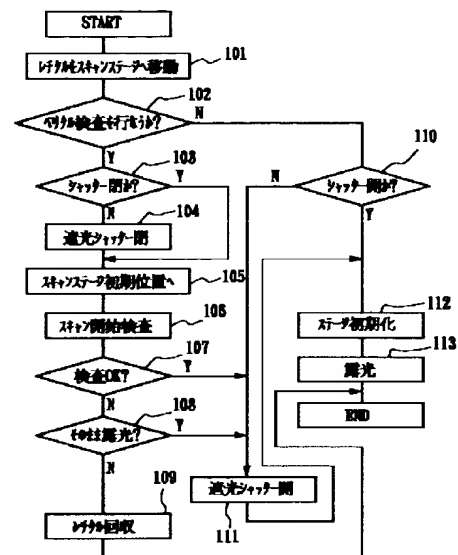 START
レチクルをスキャンステージへ移動
101
102
ペリクル検査を行なうか?
N
Y
103
110
シャッター閉か?
Y
N
シャッター開か?
N
104
Y
遮光シャッター閉
スキャンステージ初期位置へ
105
106
スキャン開始検査
112
ステージ初期化
107
113
検査OK?
Y
露光
N
108
END
そのまま露光?
Y
N
109
遮光シャッター開
レチクル回収
111